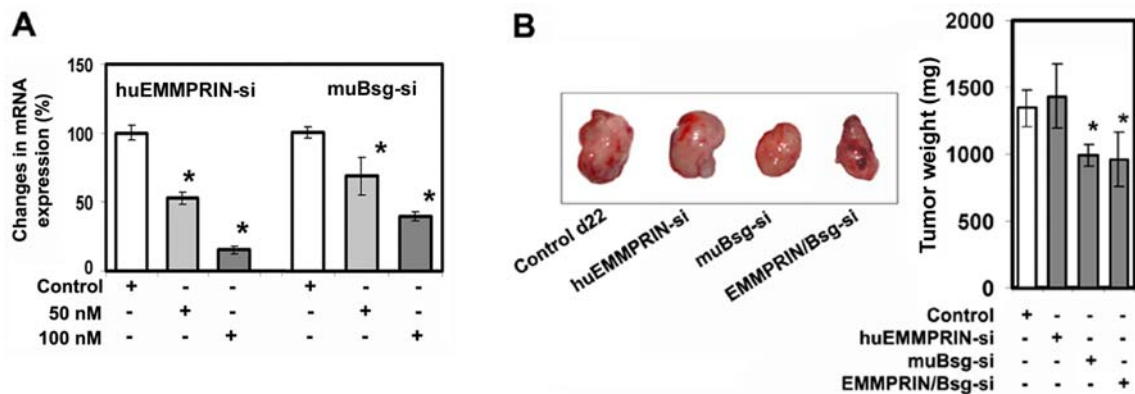 A
Changes in mRNA
expression (%)
150
100
50
0
huEMMPRIN-si
muBsg-si
*
*
*
*
Control + - - + - -
50 nM - + - - + -
100 nM - - + - - +
B
Control d22
huEMMPRIN-si
muBsg-si
EMMPRIN/Bsg-si
Tumor weight (mg)
2000
1500
1000
500
0
*
*
Control + - - -
huEMMPRIN-si - + - -
muBsg-si - - + -
EMMPRIN/Bsg-si - - - +